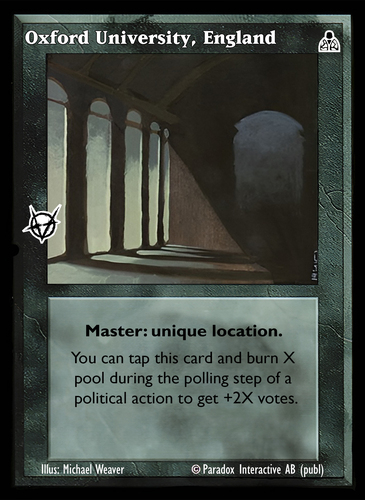 Oxford University, England
Master: unique location.
You can tap this card and burn X
pool during the polling step of a
political action to get +2X votes.
Illus: Michael Weaver © Paradox Interactive AB (publ)